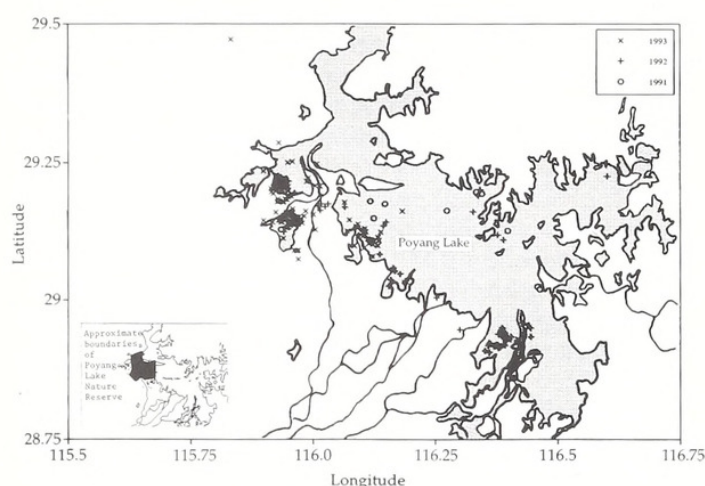 29.5
29.25
29
28.75
Latitude
× 1993
+ 1992
o 1991
Poyang Lake
Approximate
boundaries,
of
Poyang
Lake
Nature
Reserve
115.5 115.75 116.0 116.25 116.5 116.75
Longitude